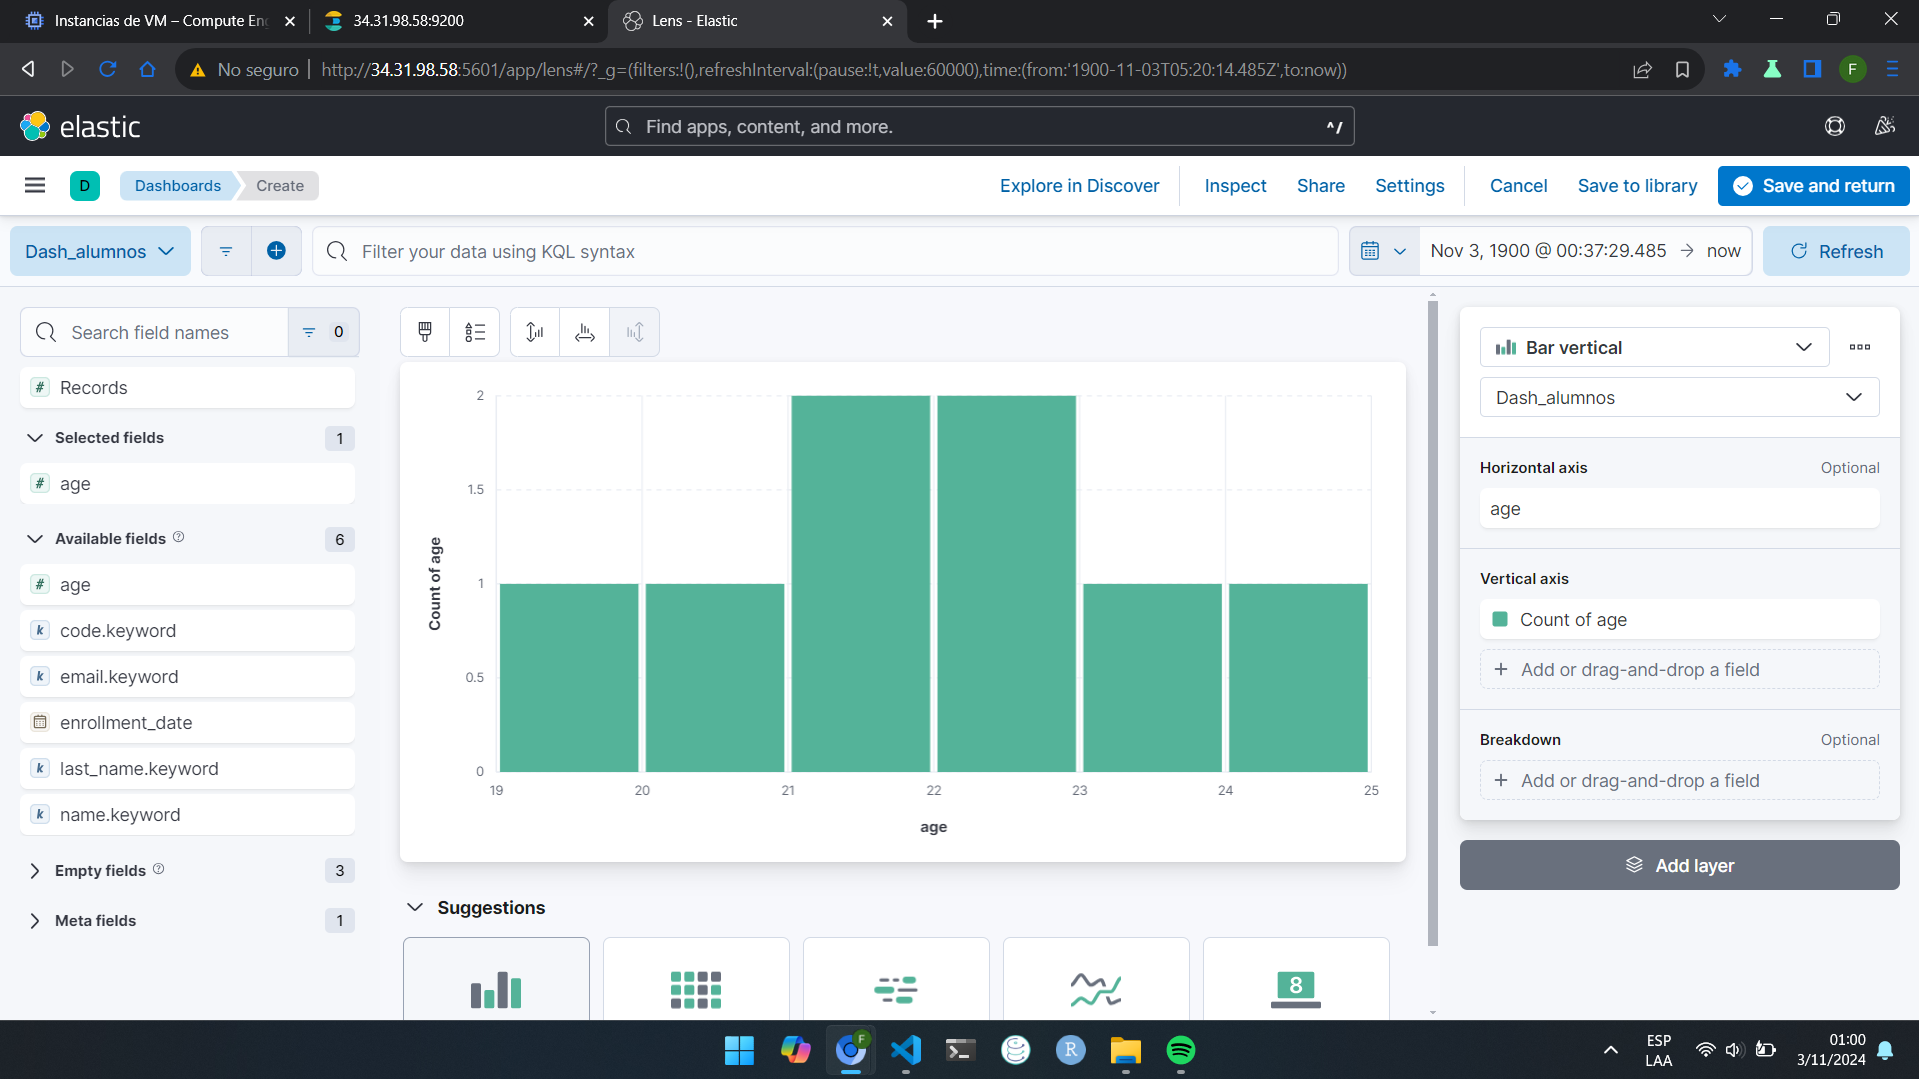 Instancias de VM – Compute En
34.31.98.58:9200
Lens - Elastic
No seguro
http://34.31.98.58:5601/app/lens#/?_g=(filters:!(),refreshInterval:(pause:!t,value:60000),time:(from:'1900-11-03T05:20:14.485Z',to:now))
F
elastic
Find apps, content, and more.
^/
D
Dashboards
Create
Explore in Discover
Inspect
Share
Settings
Cancel
Save to library
Save and return
Dash_alumnos
Filter your data using KQL syntax
Nov 3, 1900 @ 00:37:29.485 → now
Refresh
Search field names
0
# Records
Selected fields
1
# age
Available fields
6
# age
k code.keyword
k email.keyword
enrollment_date
k last_name.keyword
k name.keyword
Empty fields
3
Meta fields
1
2
1.5
1
0.5
0
Count of age
19
20
21
22
23
24
25
age
Suggestions
8
Bar vertical
Dash_alumnos
Horizontal axis
Optional
age
Vertical axis
Count of age
+ Add or drag-and-drop a field
Breakdown
Optional
+ Add or drag-and-drop a field
Add layer
F
R
ESP
LAA
01:00
3/11/2024